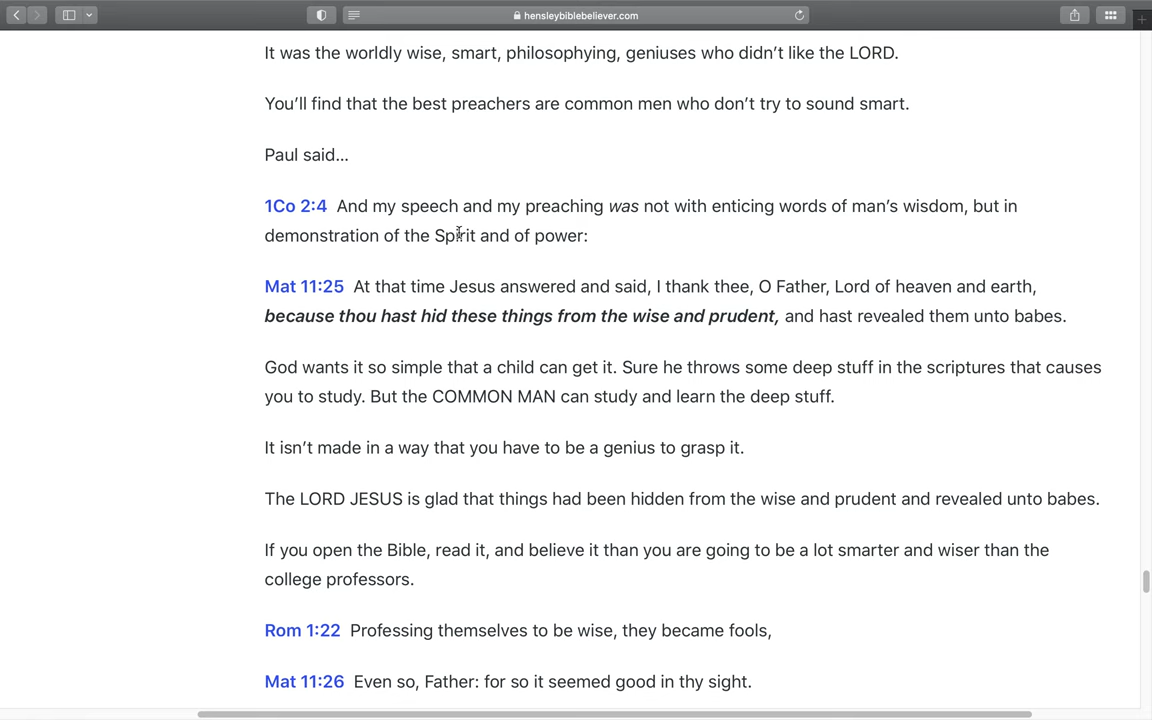 hensleybiblebeliever.com
It was the worldly wise, smart, philosophying, geniuses who didn’t like the LORD.
You’ll find that the best preachers are common men who don’t try to sound smart.
Paul said…
1Co 2:4 And my speech and my preaching was not with enticing words of man’s wisdom, but in
demonstration of the Spirit and of power:
Mat 11:25 At that time Jesus answered and said, I thank thee, O Father, Lord of heaven and earth,
because thou hast hid these things from the wise and prudent, and hast revealed them unto babes.
God wants it so simple that a child can get it. Sure he throws some deep stuff in the scriptures that causes
you to study. But the COMMON MAN can study and learn the deep stuff.
It isn’t made in a way that you have to be a genius to grasp it.
The LORD JESUS is glad that things had been hidden from the wise and prudent and revealed unto babes.
If you open the Bible, read it, and believe it than you are going to be a lot smarter and wiser than the
college professors.
Rom 1:22 Professing themselves to be wise, they became fools,
Mat 11:26 Even so, Father: for so it seemed good in thy sight.